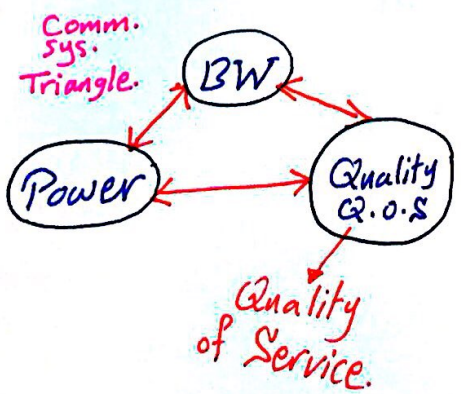 Comm.
sys.
Triangle.
BW
Power
Quality
Q.o.S
Quality
of Service.